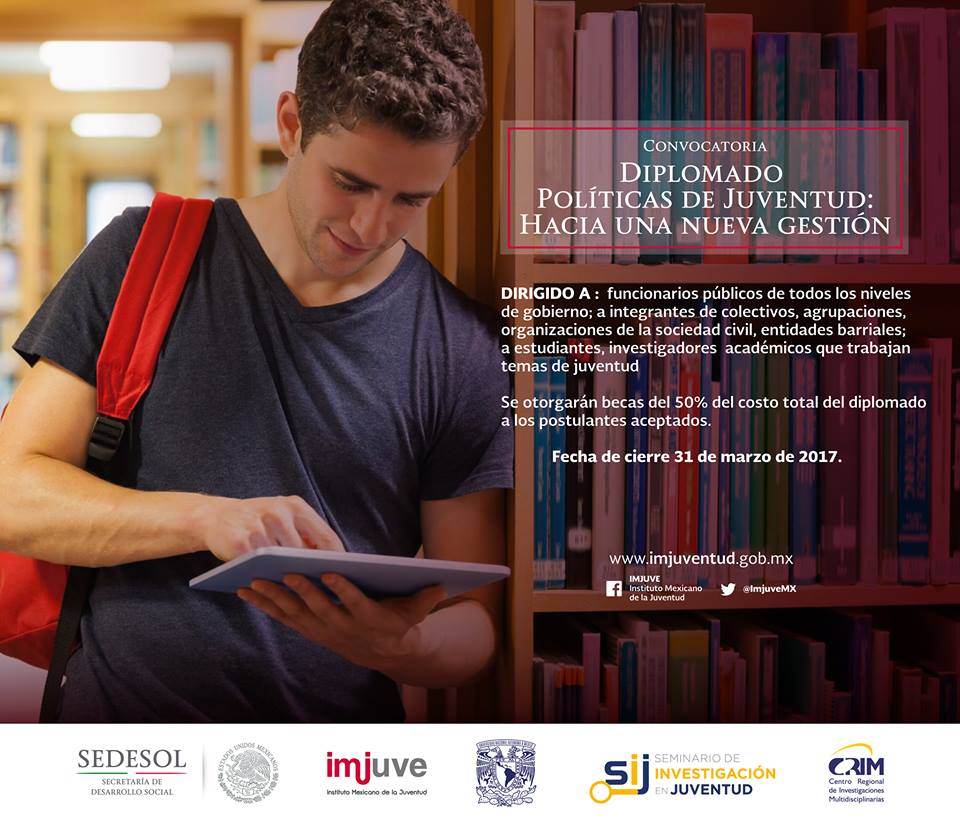 CONVOCATORIA
DIPLOMADO
POLÍTICAS DE JUVENTUD:
HACIA UNA NUEVA GESTIÓN
DIRIGIDO A : funcionarios públicos de todos los niveles
de gobierno; a integrantes de colectivos, agrupaciones,
organizaciones de la sociedad civil, entidades barriales;
a estudiantes, investigadores académicos que trabajan
temas de juventud
Se otorgarán becas del 50% del costo total del diplomado
a los postulantes aceptados.
Fecha de cierre 31 de marzo de 2017.
www.imjuventud.gob.mx
IMJUVE
Instituto Mexicano
de la Juventud
@ImjuveMX
SEDESOL
SECRETARÍA DE
DESARROLLO SOCIAL
ESTADOS UNIDOS MEXICANOS
imjuve
Instituto Mexicano de la Juventud
sij
SEMINARIO DE
INVESTIGACIÓN
EN JUVENTUD
CRIM
Centro Regional
de Investigaciones
Multidisciplinarias